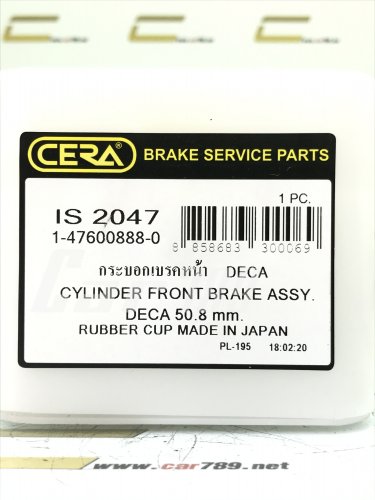 CERA
BRAKE SERVICE PARTS
IS 2047
1 PC.
1-47600888-0
8 858683 300069
กระบอกเบรคหน้า DECA
CYLINDER FRONT BRAKE ASSY.
DECA 50.8 mm.
RUBBER CUP MADE IN JAPAN
PL-195 18:02:20
www.car789.net